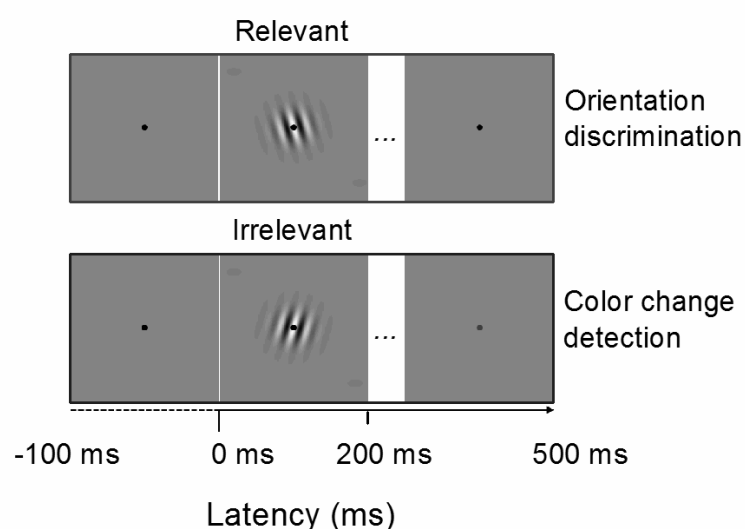 Relevant
Orientation
discrimination
...
Irrelevant
Color change
detection
...
-100 ms 0 ms 200 ms 500 ms
Latency (ms)